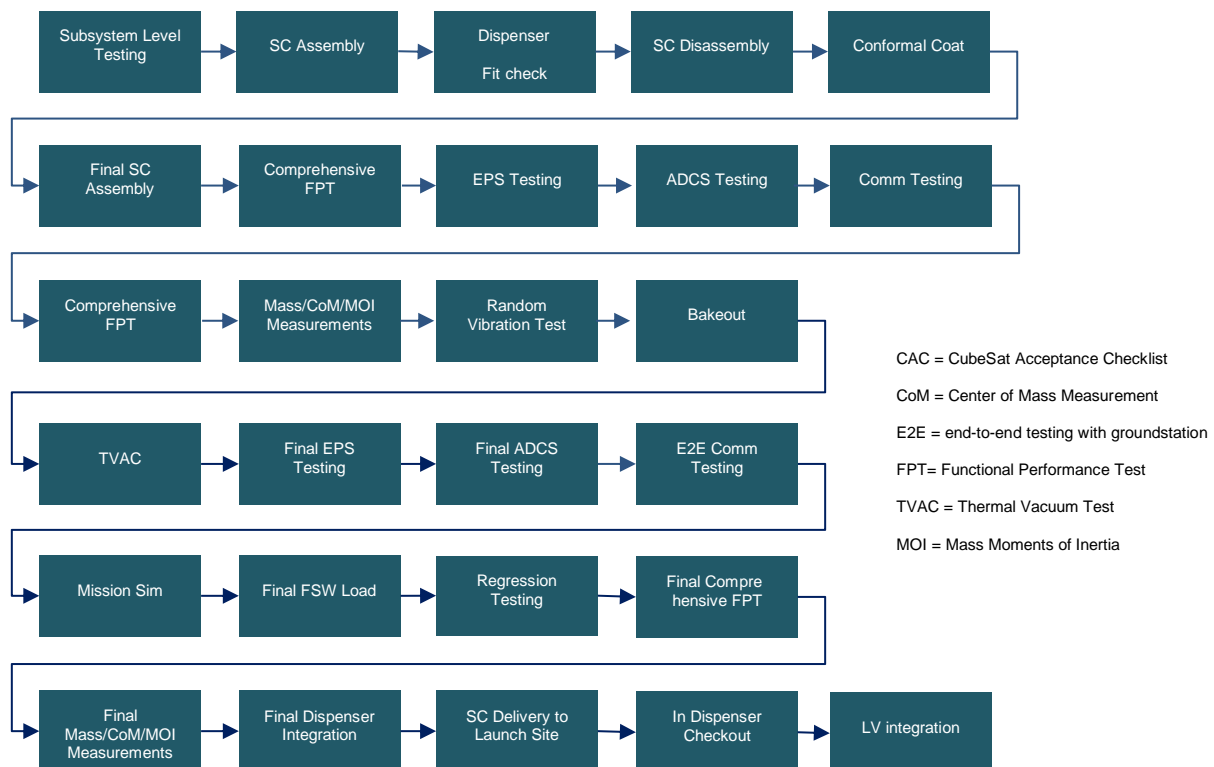 Subsystem Level
Testing
SC Assembly
Dispenser
Fit check
SC Disassembly
Conformal Coat
Final SC
Assembly
Comprehensive
FPT
EPS Testing
ADCS Testing
Comm Testing
Comprehensive
FPT
Mass/CoM/MOI
Measurements
Random
Vibration Test
Bakeout
CAC = CubeSat Acceptance Checklist
CoM = Center of Mass Measurement
E2E = end-to-end testing with groundstation
FPT= Functional Performance Test
TVAC = Thermal Vacuum Test
MOI = Mass Moments of Inertia
TVAC
Final EPS
Testing
Final ADCS
Testing
E2E Comm
Testing
Mission Sim
Final FSW Load
Regression
Testing
Final Compre
hensive FPT
Final
Mass/CoM/MOI
Measurements
Final Dispenser
Integration
SC Delivery to
Launch Site
In Dispenser
Checkout
LV integration